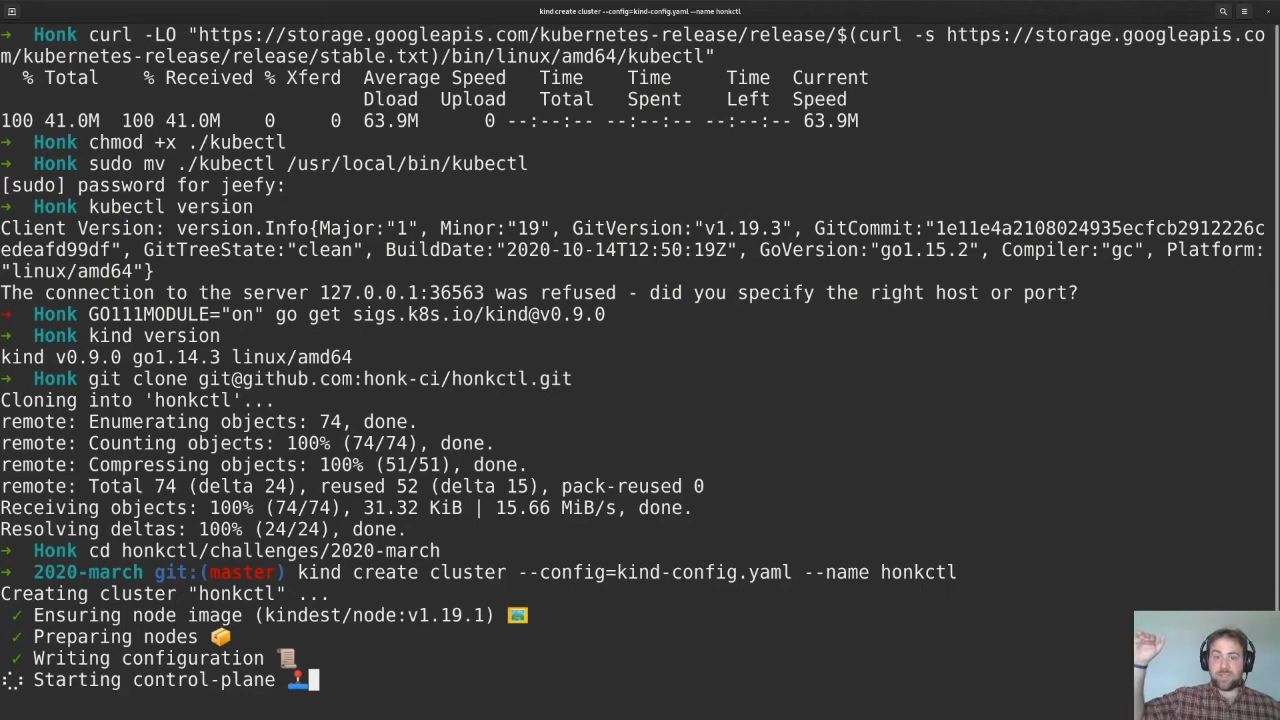 kind create cluster --config=kind-config.yaml --name honkctl
➜  Honk curl -LO "https://storage.googleapis.com/kubernetes-release/release/$(curl -s https://storage.googleapis.co
m/kubernetes-release/release/stable.txt)/bin/linux/amd64/kubectl"
  % Total    % Received % Xferd  Average Speed   Time    Time     Time  Current
                                 Dload  Upload   Total   Spent    Left  Speed
100 41.0M  100 41.0M    0     0  63.9M      0 --:--:-- --:--:-- --:--:-- 63.9M
➜  Honk chmod +x ./kubectl
➜  Honk sudo mv ./kubectl /usr/local/bin/kubectl
[sudo] password for jeefy:
➜  Honk kubectl version
Client Version: version.Info{Major:"1", Minor:"19", GitVersion:"v1.19.3", GitCommit:"1e11e4a2108024935ecfcb2912226c
edeafd99df", GitTreeState:"clean", BuildDate:"2020-10-14T12:50:19Z", GoVersion:"go1.15.2", Compiler:"gc", Platform:
"linux/amd64"}
The connection to the server 127.0.0.1:36563 was refused - did you specify the right host or port?
➜  Honk GO111MODULE="on" go get sigs.k8s.io/kind@v0.9.0
➜  Honk kind version
kind v0.9.0 go1.14.3 linux/amd64
➜  Honk git clone git@github.com:honk-ci/honkctl.git
Cloning into 'honkctl'...
remote: Enumerating objects: 74, done.
remote: Counting objects: 100% (74/74), done.
remote: Compressing objects: 100% (51/51), done.
remote: Total 74 (delta 24), reused 52 (delta 15), pack-reused 0
Receiving objects: 100% (74/74), 31.32 KiB | 15.66 MiB/s, done.
Resolving deltas: 100% (24/24), done.
➜  Honk cd honkctl/challenges/2020-march
➜  2020-march git:(master) kind create cluster --config=kind-config.yaml --name honkctl
Creating cluster "honkctl" ...
 ✓ Ensuring node image (kindest/node:v1.19.1) 🖼
 ✓ Preparing nodes 📦
 ✓ Writing configuration 📜
 Starting control-plane 🕹